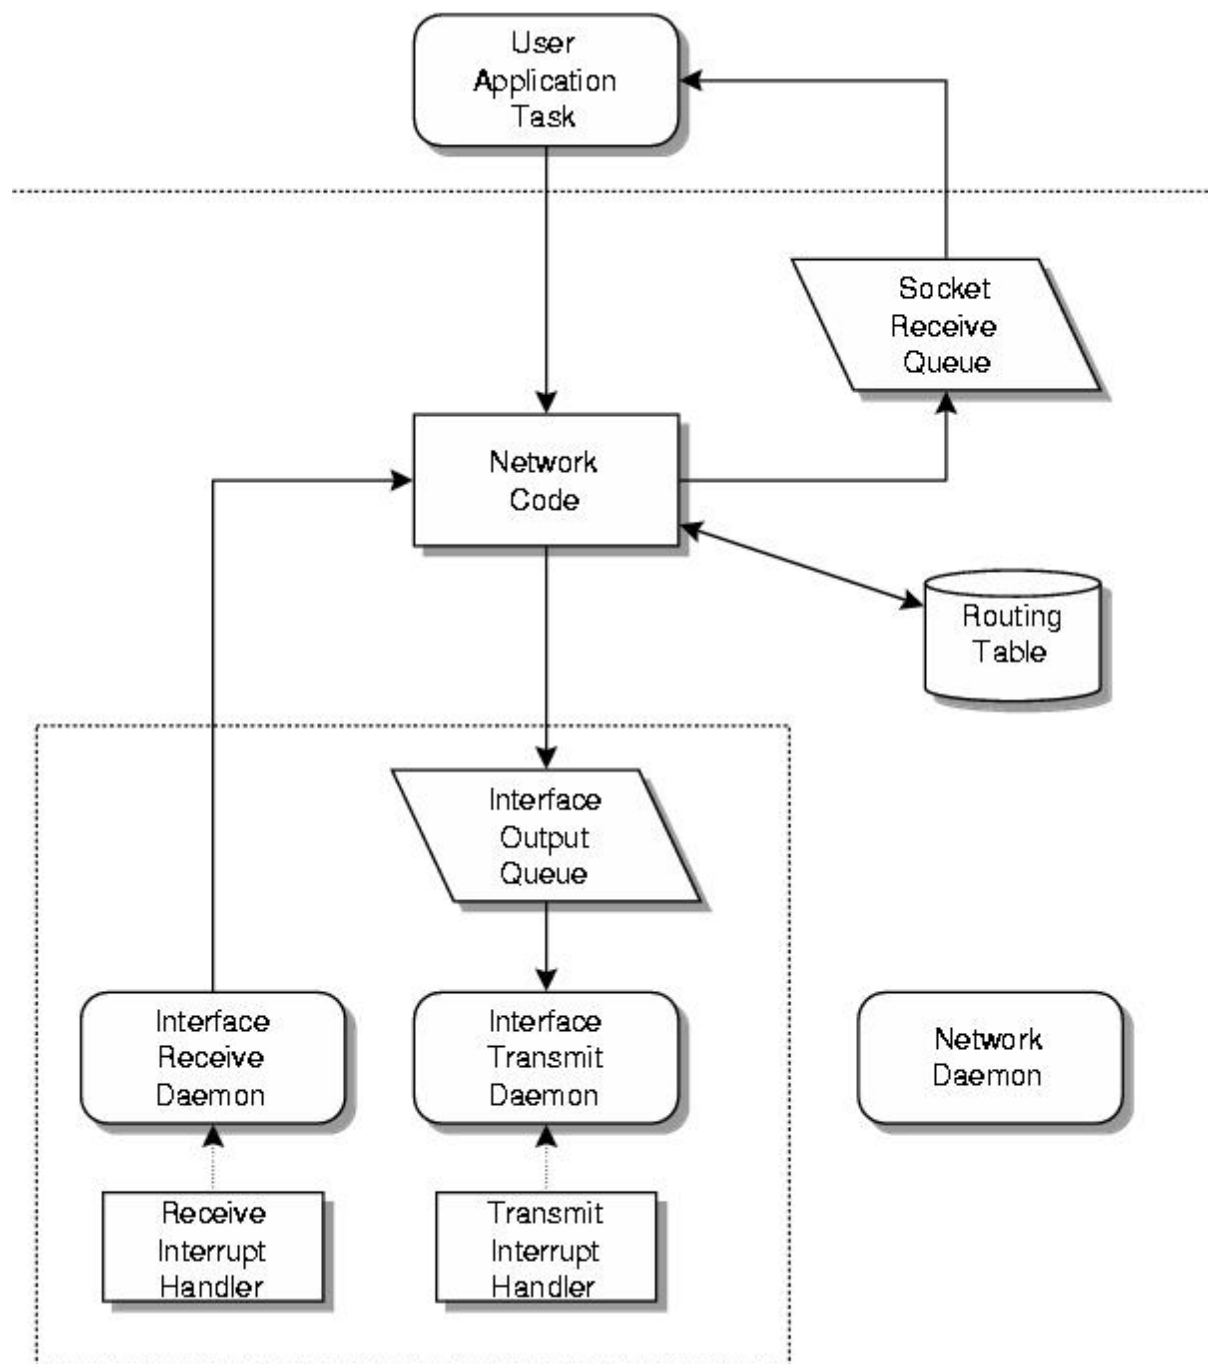 User
Application
Task
Socket
Receive
Queue
Network
Code
Routing
Table
Interface
Output
Queue
Interface
Receive
Daemon
Interface
Transmit
Daemon
Network
Daemon
Receive
Interrupt
Handler
Transmit
Interrupt
Handler